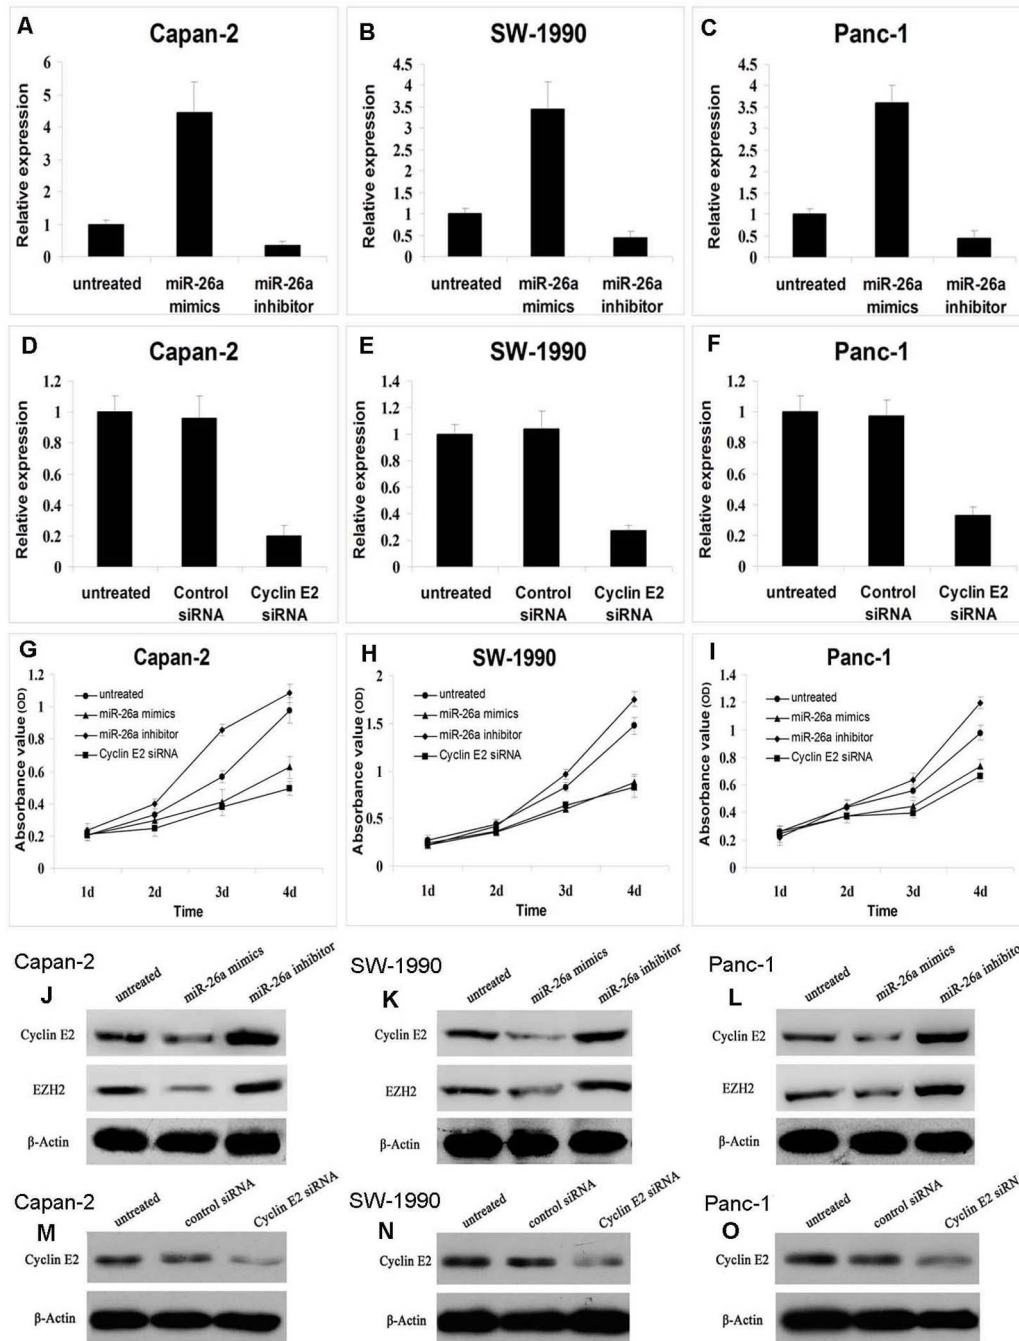 A
Capan-2
Relative expression
6
5
4
3
2
1
0
untreated
miR-26a
mimics
miR-26a
inhibitor
B
SW-1990
Relative expression
4.5
4
3.5
3
2.5
2
1.5
1
0.5
0
untreated
miR-26a
mimics
miR-26a
inhibitor
C
Panc-1
Relative expression
4.5
4
3.5
3
2.5
2
1.5
1
0.5
0
untreated
miR-26a
mimics
miR-26a
inhibitor
D
Capan-2
Relative expression
1.2
1
0.8
0.6
0.4
0.2
0
untreated
Control
siRNA
Cyclin E2
siRNA
E
SW-1990
Relative expression
1.4
1.2
1
0.8
0.6
0.4
0.2
0
untreated
Control
siRNA
Cyclin E2
siRNA
F
Panc-1
Relative expression
1.2
1
0.8
0.6
0.4
0.2
0
untreated
Control
siRNA
Cyclin E2
siRNA
G
Capan-2
Absorbance value (OD)
1.2
1
0.8
0.6
0.4
0.2
0
untreated
miR-26a mimics
miR-26a inhibitor
Cyclin E2 siRNA
1d 2d 3d 4d
Time
H
SW-1990
Absorbance value (OD)
2
1.5
1
0.5
0
untreated
miR-26a mimics
miR-26a inhibitor
Cyclin E2 siRNA
1d 2d 3d 4d
Time
I
Panc-1
Absorbance value (OD)
1.4
1.2
1
0.8
0.6
0.4
0.2
0
untreated
miR-26a mimics
miR-26a inhibitor
Cyclin E2 siRNA
1d 2d 3d 4d
Time
Capan-2
J
untreated
miR-26a mimics
miR-26a inhibitor
Cyclin E2
EZH2
β-Actin
SW-1990
K
untreated
miR-26a mimics
miR-26a inhibitor
Cyclin E2
EZH2
β-Actin
Panc-1
L
untreated
miR-26a mimics
miR-26a inhibitor
Cyclin E2
EZH2
β-Actin
Capan-2
M
untreated
control siRNA
Cyclin E2 siRNA
Cyclin E2
β-Actin
SW-1990
N
untreated
control siRNA
Cyclin E2 siRNA
Cyclin E2
β-Actin
Panc-1
O
untreated
control siRNA
Cyclin E2 siRNA
Cyclin E2
β-Actin